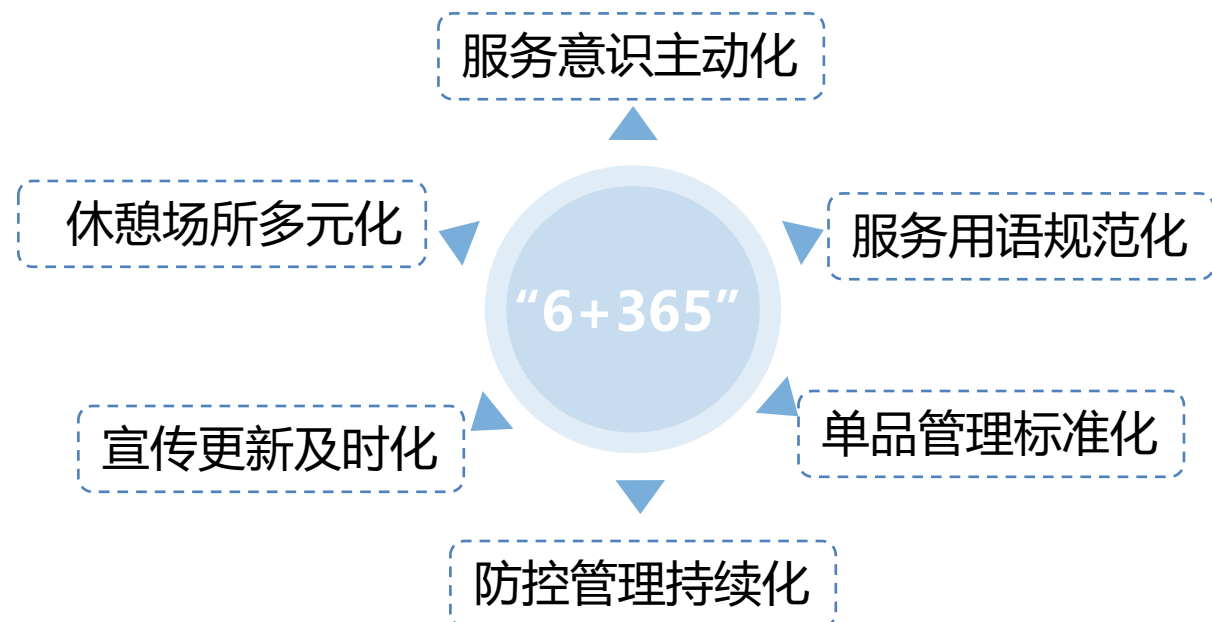 服务意识主动化
休憩场所多元化
服务用语规范化
“6+365”
宣传更新及时化
单品管理标准化
防控管理持续化